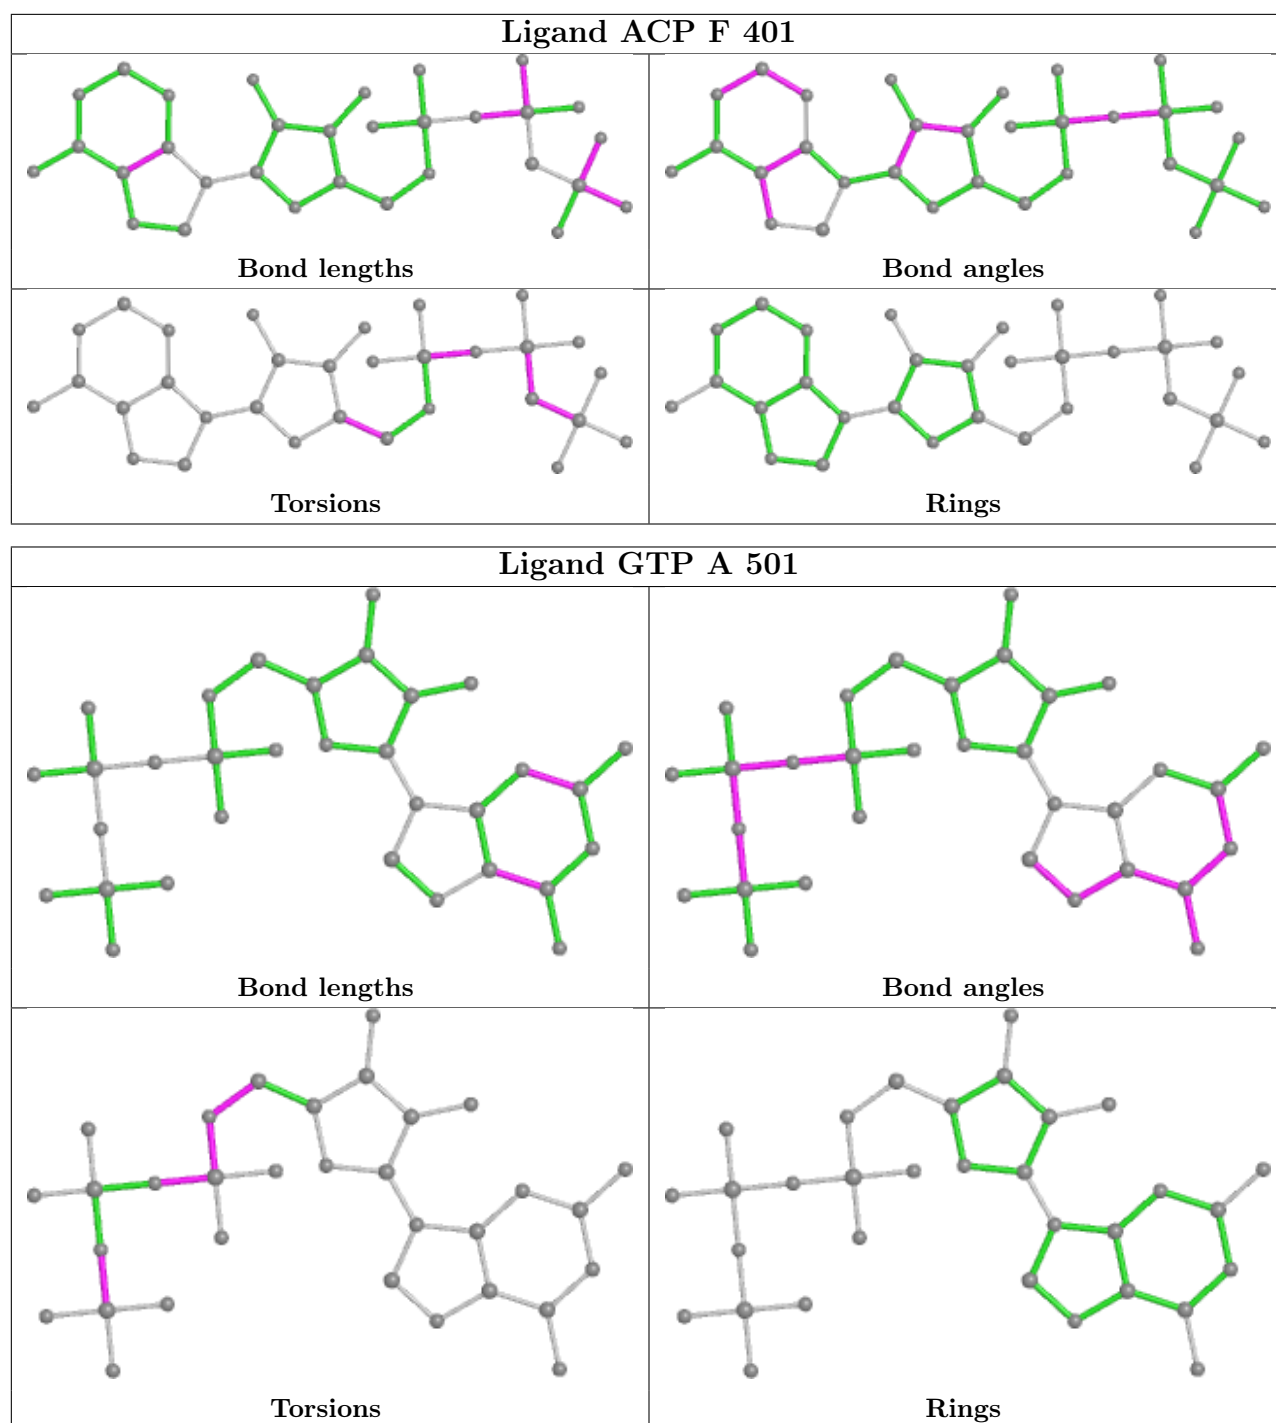 Ligand ACP F 401
Bond lengths
Bond angles
Torsions
Rings
Ligand GTP A 501
Bond lengths
Bond angles
Torsions
Rings